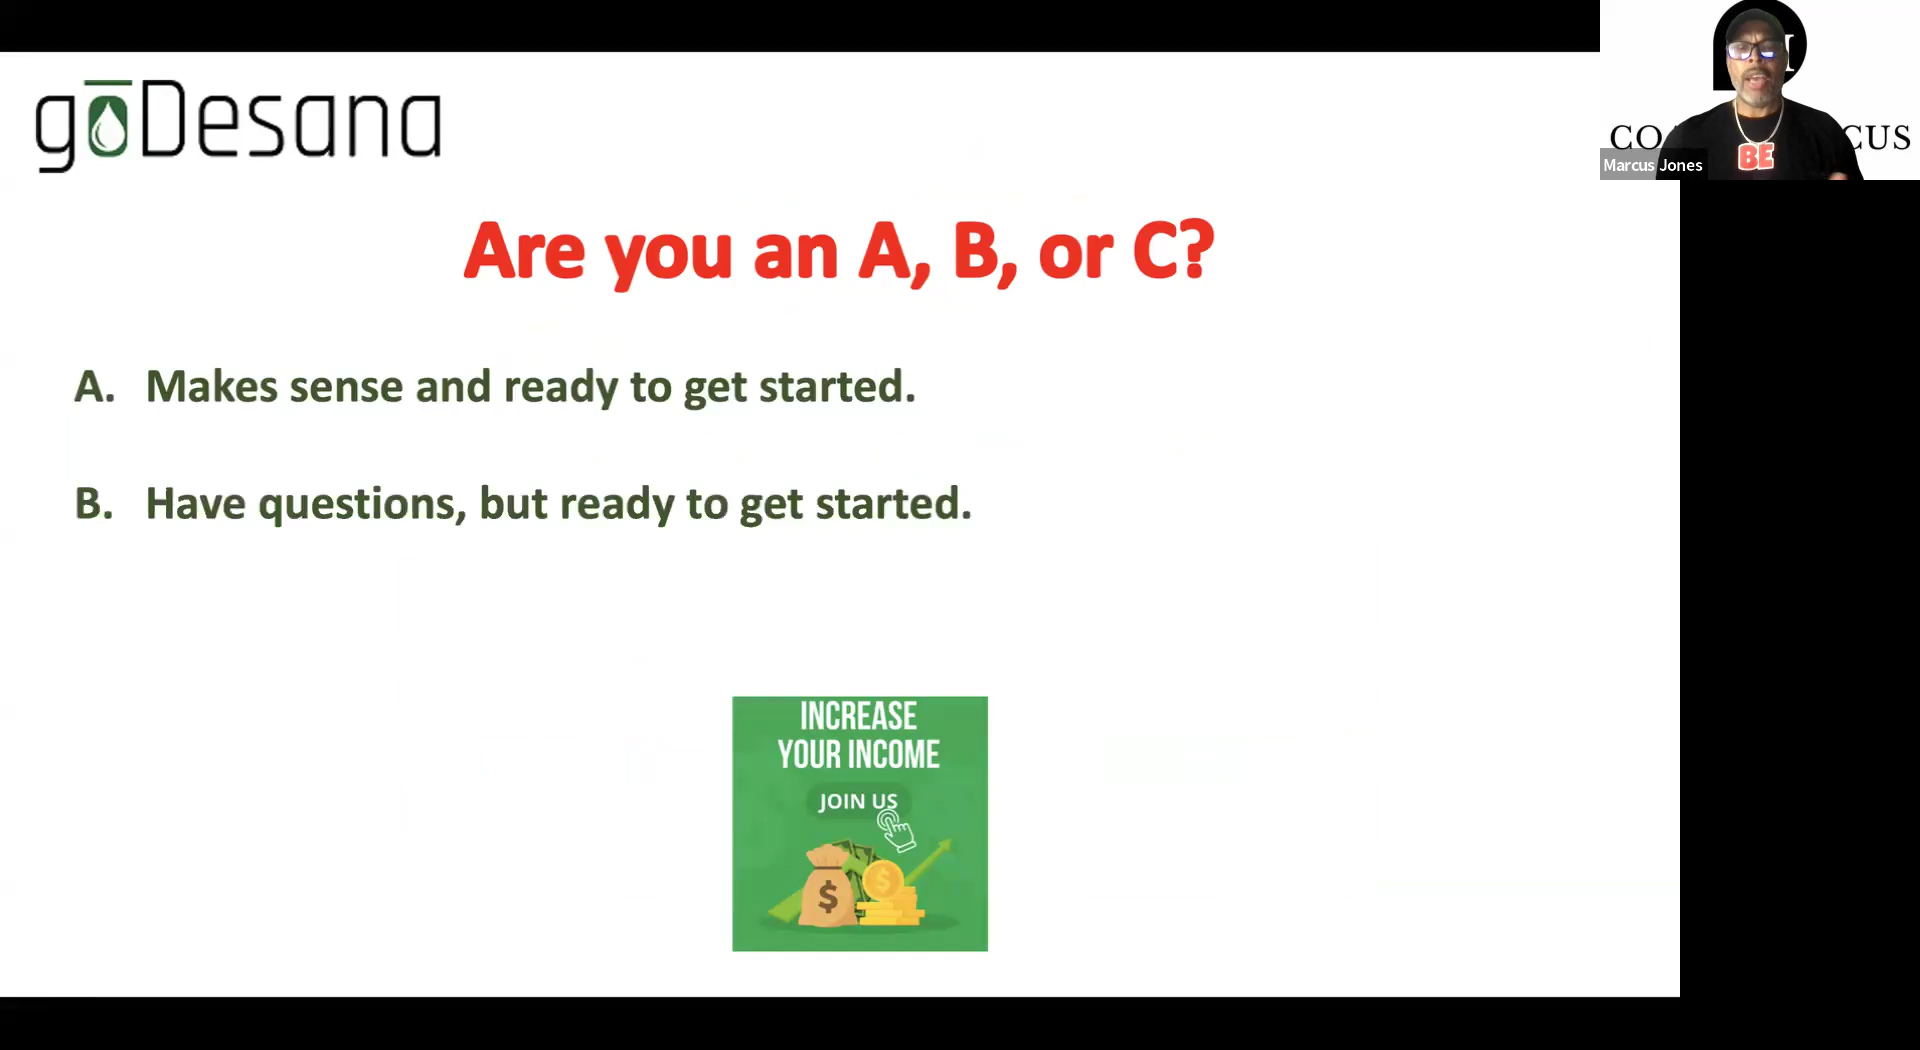 gōDesana
CO
CUS
Marcus Jones
BE
Are you an A, B, or C?
A. Makes sense and ready to get started.
B. Have questions, but ready to get started.
INCREASE
YOUR INCOME
JOIN US
$
$